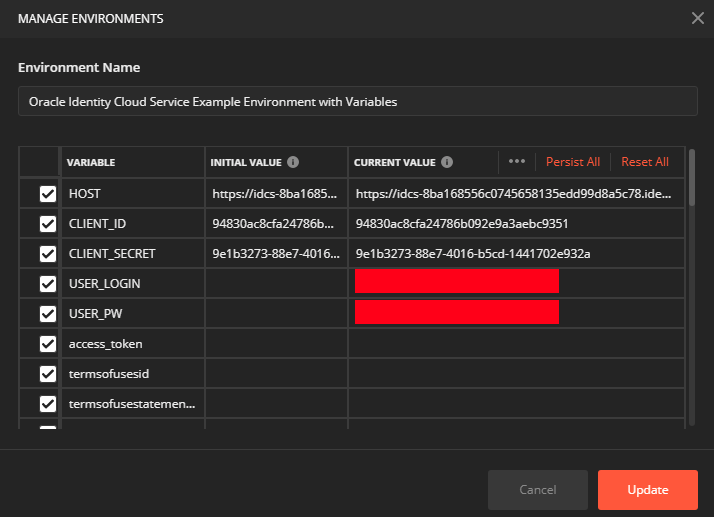 MANAGE ENVIRONMENTS
Environment Name
Oracle Identity Cloud Service Example Environment with Variables
VARIABLE INITIAL VALUE CURRENT VALUE Persist All Reset All
HOST https://idcs-8ba1685... https://idcs-8ba168556c0745658135edd99d8a5c78.ide...
CLIENT_ID 94830ac8cfa24786b... 94830ac8cfa24786b092e9a3aebc9351
CLIENT_SECRET 9e1b3273-88e7-4016... 9e1b3273-88e7-4016-b5cd-1441702e932a
USER_LOGIN
USER_PW
access_token
termsofusesid
termsofusestatemen...
Cancel Update